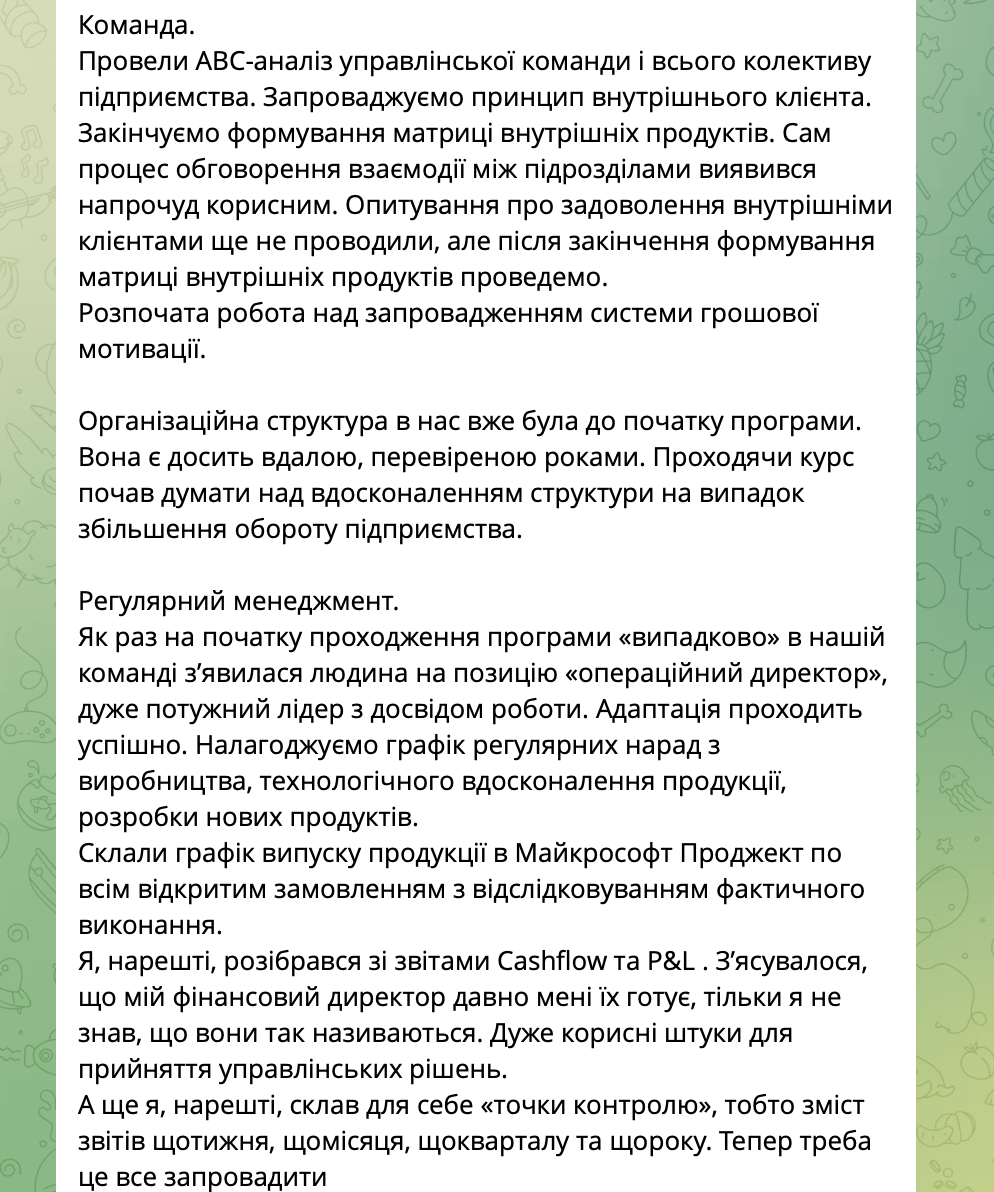 Команда.
Провели АВС-аналіз управлінської команди і всього колективу
підприємства. Запроваджуємо принцип внутрішнього клієнта.
Закінчуємо формування матриці внутрішніх продуктів. Сам
процес обговорення взаємодії між підрозділами виявився
напрочуд корисним. Опитування про задоволення внутрішніми
клієнтами ще не проводили, але після закінчення формування
матриці внутрішніх продуктів проведемо.
Розпочата робота над запровадженням системи грошової
мотивації.

Організаційна структура в нас вже була до початку програми.
Вона є досить вдалою, перевіреною роками. Проходячи курс
почав думати над вдосконаленням структури на випадок
збільшення обороту підприємства.

Регулярний менеджмент.
Як раз на початку проходження програми «випадково» в нашій
команді з’явилася людина на позицію «операційний директор»,
дуже потужний лідер з досвідом роботи. Адаптація проходить
успішно. Налагоджуємо графік регулярних нарад з
виробництва, технологічного вдосконалення продукції,
розробки нових продуктів.
Склали графік випуску продукції в Майкрософт Проджект по
всім відкритим замовленням з відслідковуванням фактичного
виконання.
Я, нарешті, розібрався зі звітами Cashflow та P&L . З’ясувалося,
що мій фінансовий директор давно мені їх готує, тільки я не
знав, що вони так називаються. Дуже корисні штуки для
прийняття управлінських рішень.
А ще я, нарешті, склав для себе «точки контролю», тобто зміст
звітів щотижня, щомісяця, щокварталу та щороку. Тепер треба
це все запровадити